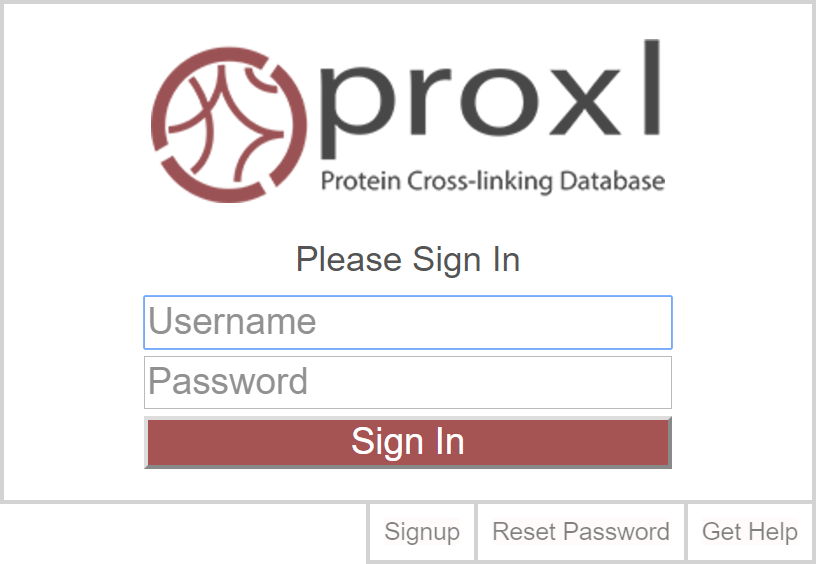 proxl
Protein Cross-linking Database
Please Sign In
Username
Password
Sign In
Signup Reset Password Get Help